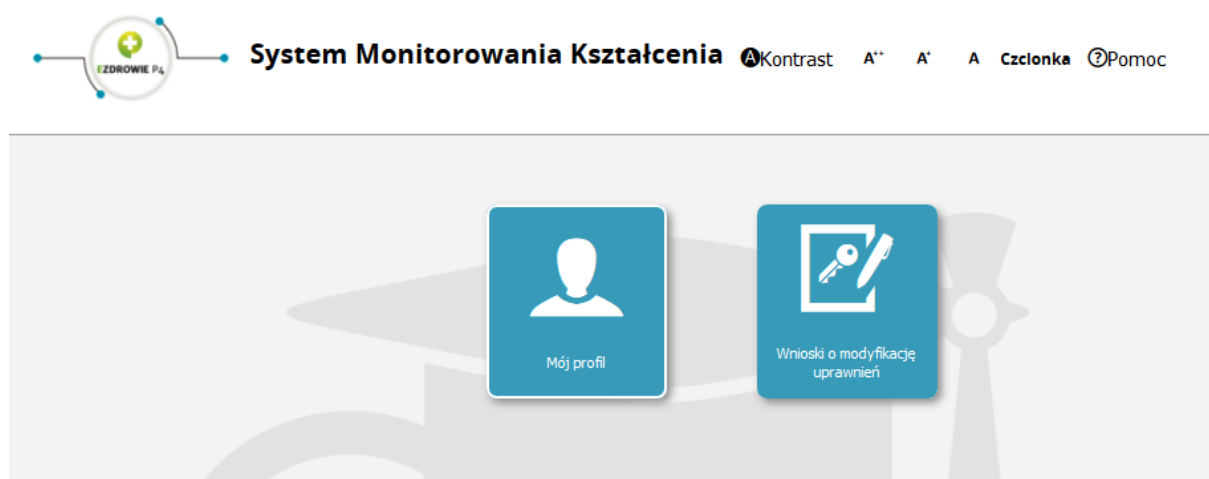 EZDROWIE P4
System Monitorowania Kształcenia
A Kontrast A++ A+ A Czcionka ? Pomoc
Mój profil
Wnioski o modyfikację
uprawnień